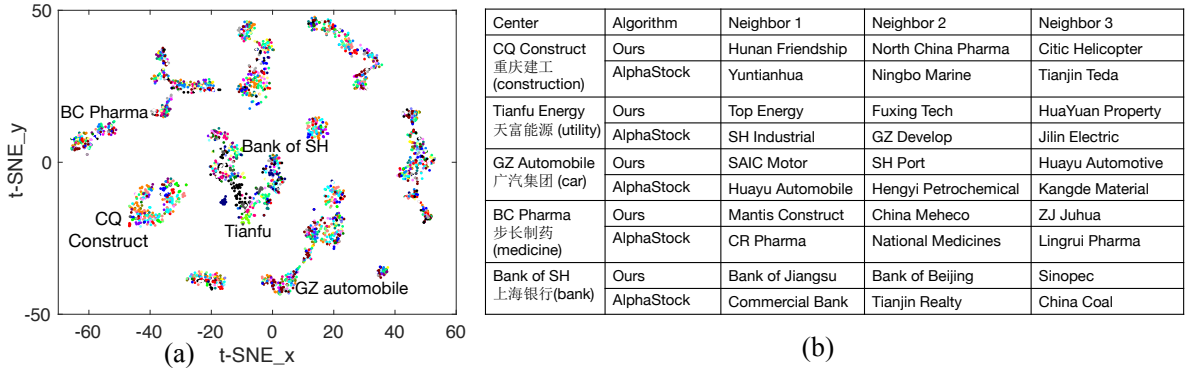 50
0
-50
t-SNE_y
BC Pharma
Bank of SH
CQ
Construct
Tianfu
GZ automobile
-60 -40 -20 0 20 40 60
(a) t-SNE_x
Center Algorithm Neighbor 1 Neighbor 2 Neighbor 3
CQ Construct Ours Hunan Friendship North China Pharma Citic Helicopter
重庆建工
(construction) AlphaStock Yuntianhua Ningbo Marine Tianjin Teda
Tianfu Energy Ours Top Energy Fuxing Tech HuaYuan Property
天富能源 (utility) AlphaStock SH Industrial GZ Develop Jilin Electric
GZ Automobile Ours SAIC Motor SH Port Huayu Automotive
广汽集团 (car) AlphaStock Huayu Automobile Hengyi Petrochemical Kangde Material
BC Pharma Ours Mantis Construct China Meheco ZJ Juhua
步长制药
(medicine) AlphaStock CR Pharma National Medicines Lingrui Pharma
Bank of SH Ours Bank of Jiangsu Bank of Beijing Sinopec
上海银行(bank) AlphaStock Commercial Bank Tianjin Realty China Coal
(b)